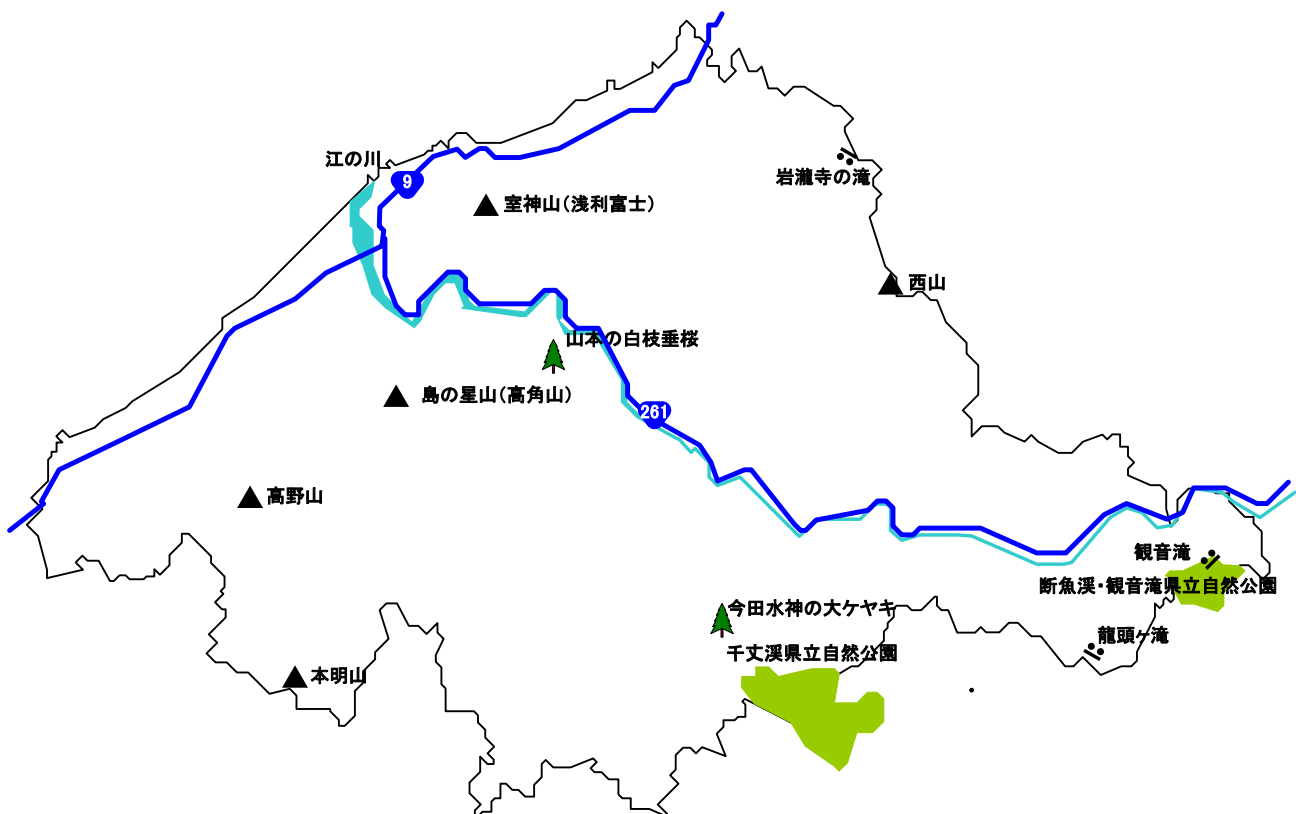 江の川
岩瀧寺の滝
9
室神山(浅利富士)
西山
山本の白枝垂桜
島の星山(高角山)
261
高野山
観音滝
断魚渓・観音滝県立自然公園
今田水神の大ケヤキ
龍頭ヶ滝
千丈渓県立自然公園
本明山